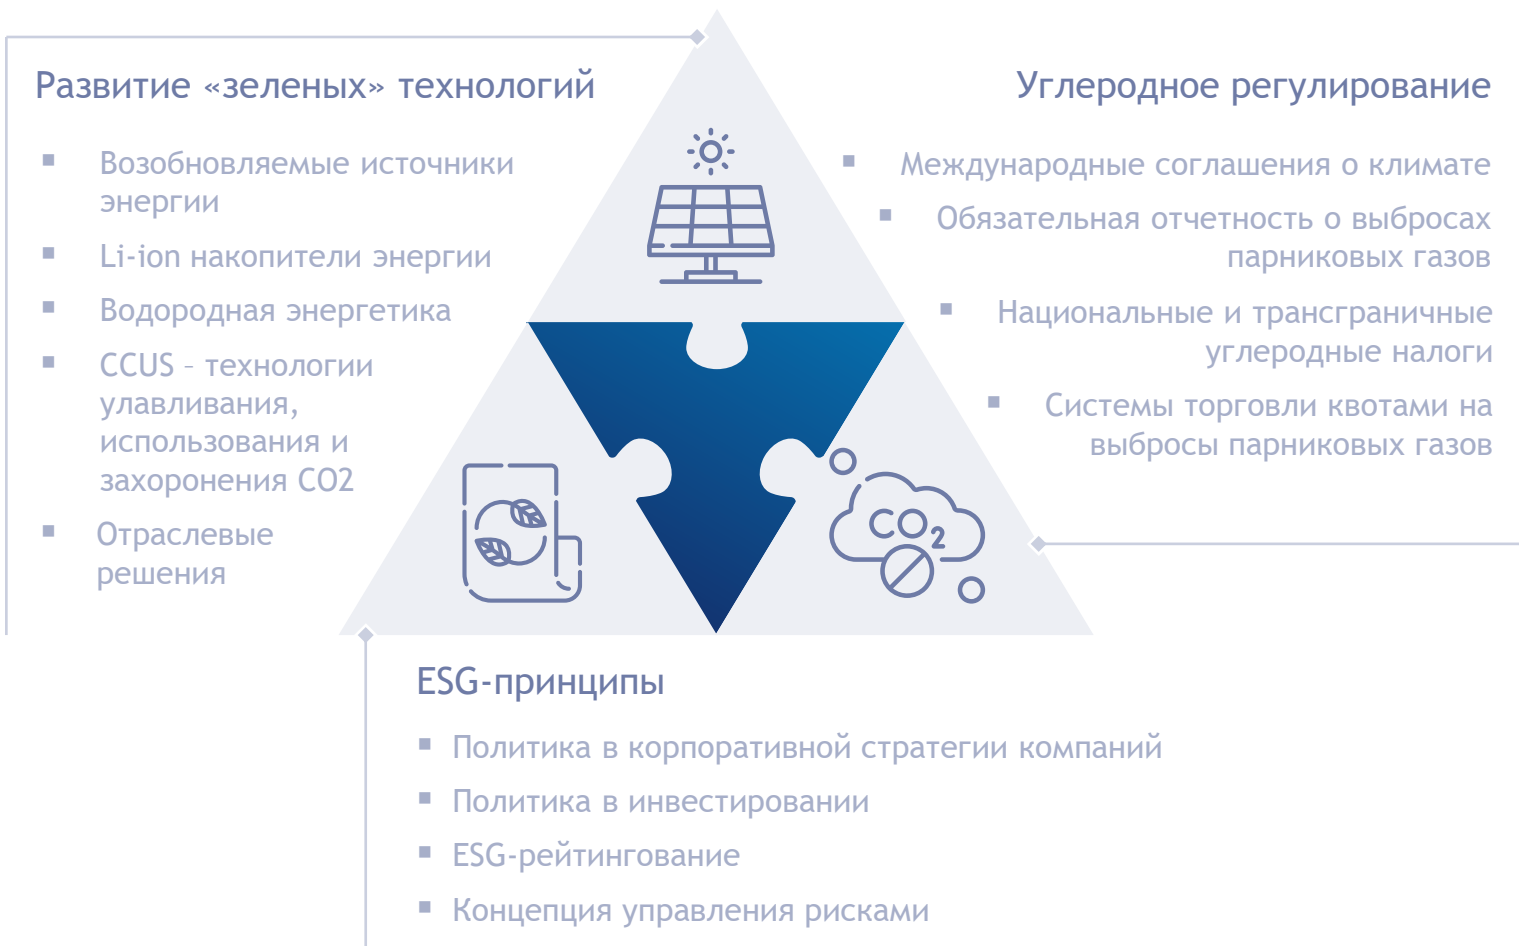 Развитие «зеленых» технологий
Возобновляемые источники
энергии
Li-ion накопители энергии
Водородная энергетика
CCUS – технологии
улавливания,
использования и
захоронения CO2
Отраслевые
решения
Углеродное регулирование
Международные соглашения о климате
Обязательная отчетность о выбросах
парниковых газов
Национальные и трансграничные
углеродные налоги
Системы торговли квотами на
выбросы парниковых газов
CO2
ESG-принципы
Политика в корпоративной стратегии компаний
Политика в инвестировании
ESG-рейтингование
Концепция управления рисками